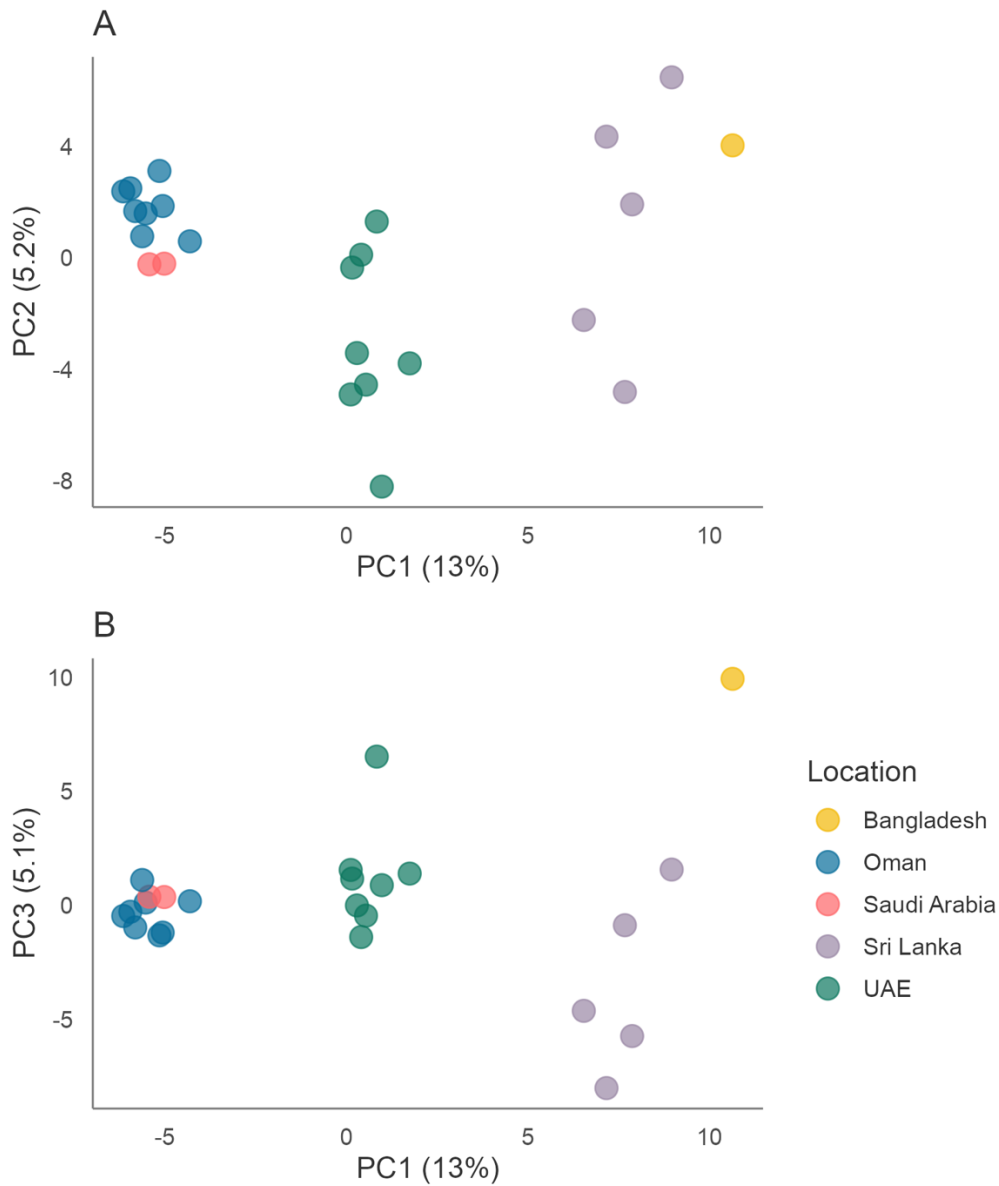 A
4
0
-4
-8
PC2 (5.2%)
-5 0 5 10
PC1 (13%)
B
10
5
0
-5
PC3 (5.1%)
-5 0 5 10
PC1 (13%)
Location
Bangladesh
Oman
Saudi Arabia
Sri Lanka
UAE